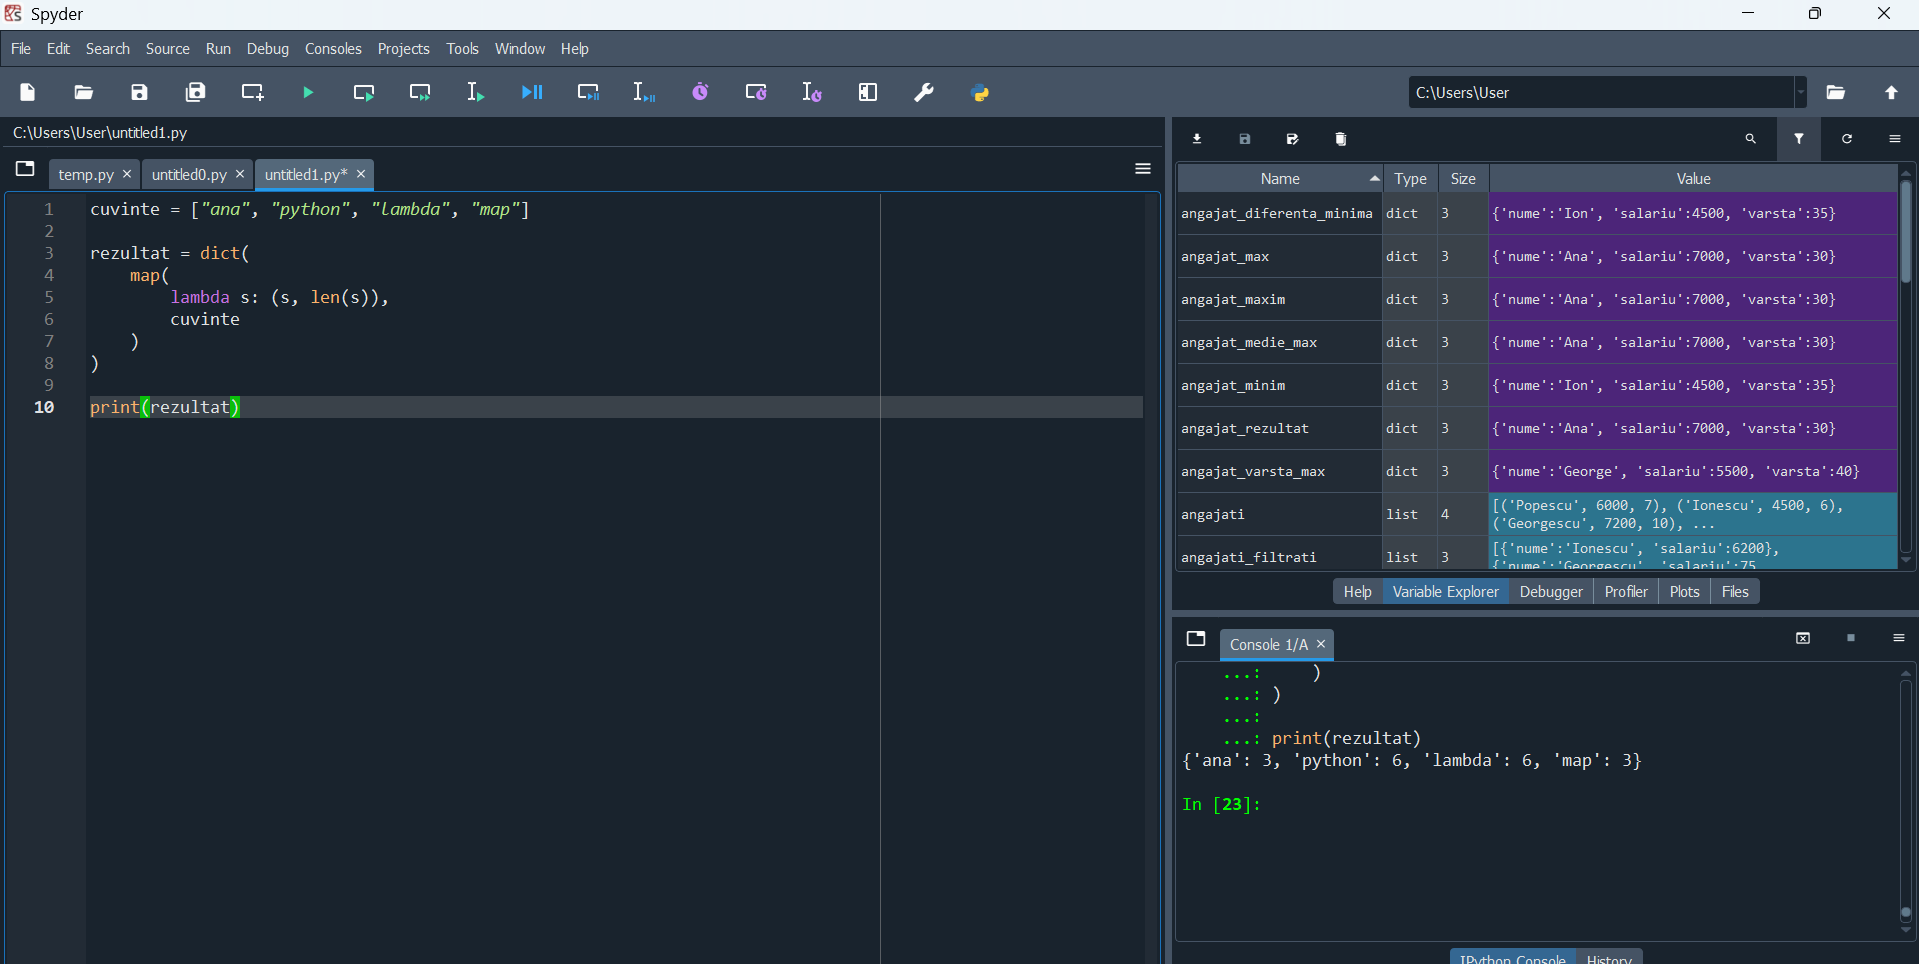 Spyder
File Edit Search Source Run Debug Consoles Projects Tools Window Help
C:\Users\User
C:\Users\User\untitled1.py
temp.py untitled0.py untitled1.py*
1 cuvinte = ["ana", "python", "lambda", "map"]
2
3 rezultat = dict(
4     map(
5         lambda s: (s, len(s)),
6         cuvinte
7     )
8 )
9
10 print(rezultat)
Name Type Size Value
angajat_diferenta_minima dict 3 {'nume':'Ion', 'salariu':4500, 'varsta':35}
angajat_max dict 3 {'nume':'Ana', 'salariu':7000, 'varsta':30}
angajat_maxim dict 3 {'nume':'Ana', 'salariu':7000, 'varsta':30}
angajat_medie_max dict 3 {'nume':'Ana', 'salariu':7000, 'varsta':30}
angajat_minim dict 3 {'nume':'Ion', 'salariu':4500, 'varsta':35}
angajat_rezultat dict 3 {'nume':'Ana', 'salariu':7000, 'varsta':30}
angajat_varsta_max dict 3 {'nume':'George', 'salariu':5500, 'varsta':40}
angajati list 4 [('Popescu', 6000, 7), ('Ionescu', 4500, 6),
('Georgescu', 7200, 10), ...
angajati_filtrati list 3 [{'nume':'Ionescu', 'salariu':6200},
{'nume':'Georgescu', 'salariu':75
Help Variable Explorer Debugger Profiler Plots Files
Console 1/A
...:     )
...: )
...:
...: print(rezultat)
{'ana': 3, 'python': 6, 'lambda': 6, 'map': 3}
In [23]:
IPython Console History